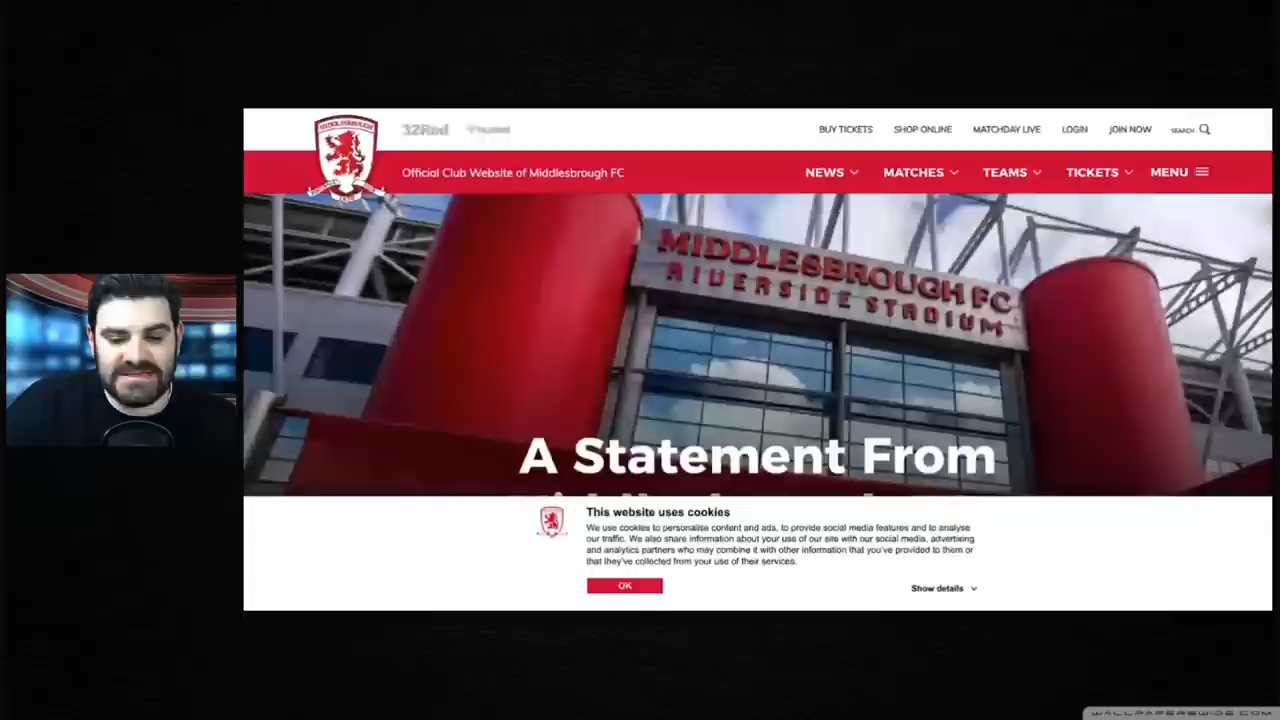 MIDDLESBROUGH
32Red
BUY TICKETS SHOP ONLINE MATCHDAY LIVE LOGIN JOIN NOW SEARCH
Official Club Website of Middlesbrough FC
NEWS MATCHES TEAMS TICKETS MENU
MIDDLESBROUGH FC
RIVERSIDE STADIUM
A Statement From
This website uses cookies
We use cookies to personalise content and ads, to provide social media features and to analyse
our traffic. We also share information about your use of our site with our social media, advertising
and analytics partners who may combine it with other information that you've provided to them or
that they've collected from your use of their services.
OK
Show details
WALLPAPERSWIDE.COM